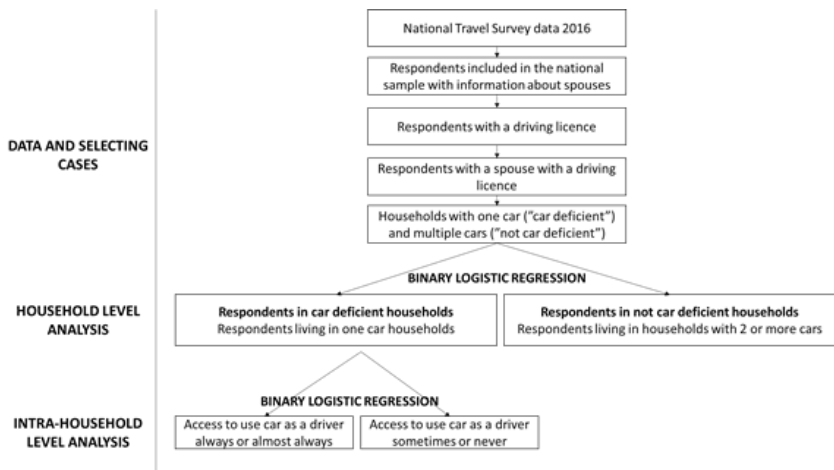 National Travel Survey data 2016
Respondents included in the national
sample with information about spouses
Respondents with a driving licence
DATA AND SELECTING
CASES
Respondents with a spouse with a driving
licence
Households with one car ("car deficient")
and multiple cars ("not car deficient")
BINARY LOGISTIC REGRESSION
HOUSEHOLD LEVEL
ANALYSIS
Respondents in car deficient households
Respondents living in one car households
Respondents in not car deficient households
Respondents living in households with 2 or more cars
BINARY LOGISTIC REGRESSION
INTRA-HOUSEHOLD
LEVEL ANALYSIS
Access to use car as a driver
always or almost always
Access to use car as a driver
sometimes or never